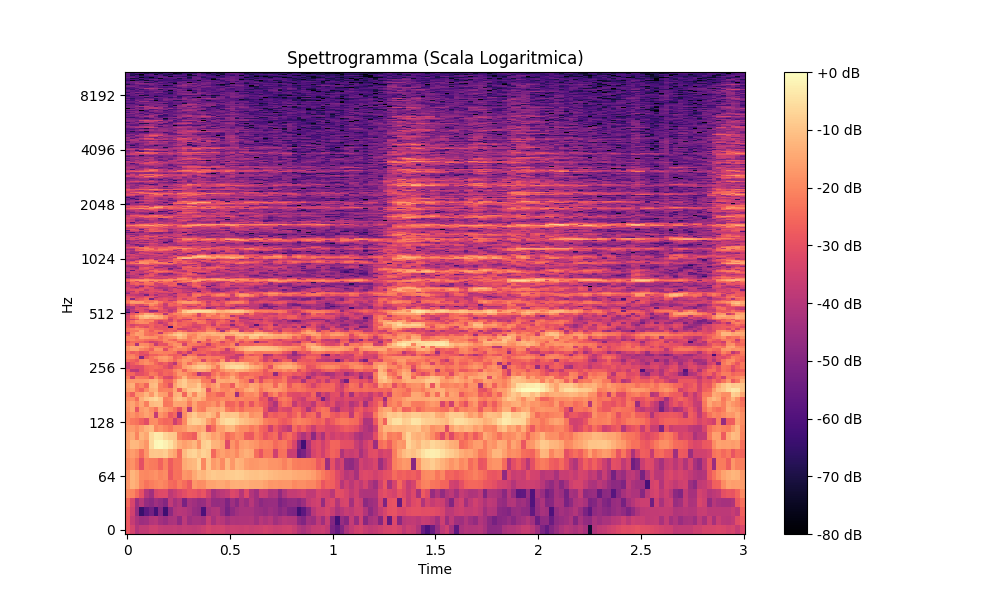 Spettrogramma (Scala Logaritmica)
Hz
8192
4096
2048
1024
512
256
128
64
0
0
0.5
1
1.5
2
2.5
3
Time
+0 dB
-10 dB
-20 dB
-30 dB
-40 dB
-50 dB
-60 dB
-70 dB
-80 dB